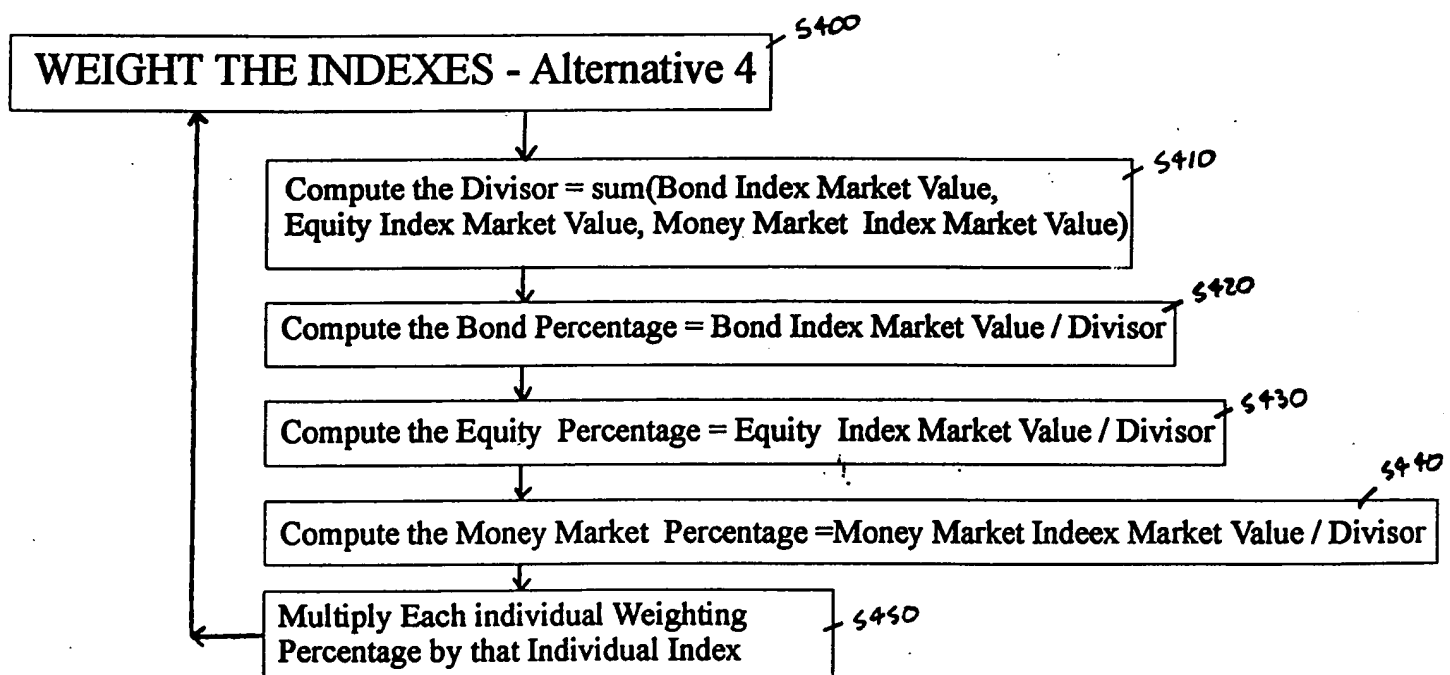 S400
WEIGHT THE INDEXES - Alternative 4
S410
Compute the Divisor = sum(Bond Index Market Value,
Equity Index Market Value, Money Market Index Market Value)
S420
Compute the Bond Percentage = Bond Index Market Value / Divisor
S430
Compute the Equity Percentage = Equity Index Market Value / Divisor
S440
Compute the Money Market Percentage =Money Market Indeex Market Value / Divisor
S450
Multiply Each individual Weighting
Percentage by that Individual Index